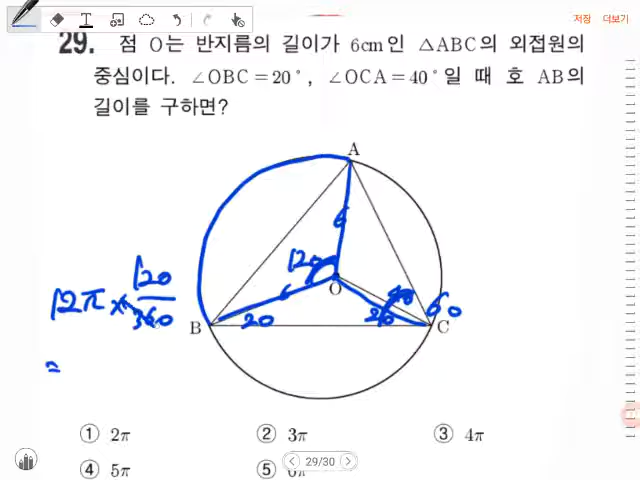 저장 더보기
29. 점 O는 반지름의 길이가 6cm인 △ABC의 외접원의
중심이다. ∠OBC=20°, ∠OCA=40°일 때 호 AB의
길이를 구하면?
A
6
120
O
12π × 120/360
B
20
20
40
60
C
=
① 2π ② 3π ③ 4π
④ 5π ⑤ 6π
29/30